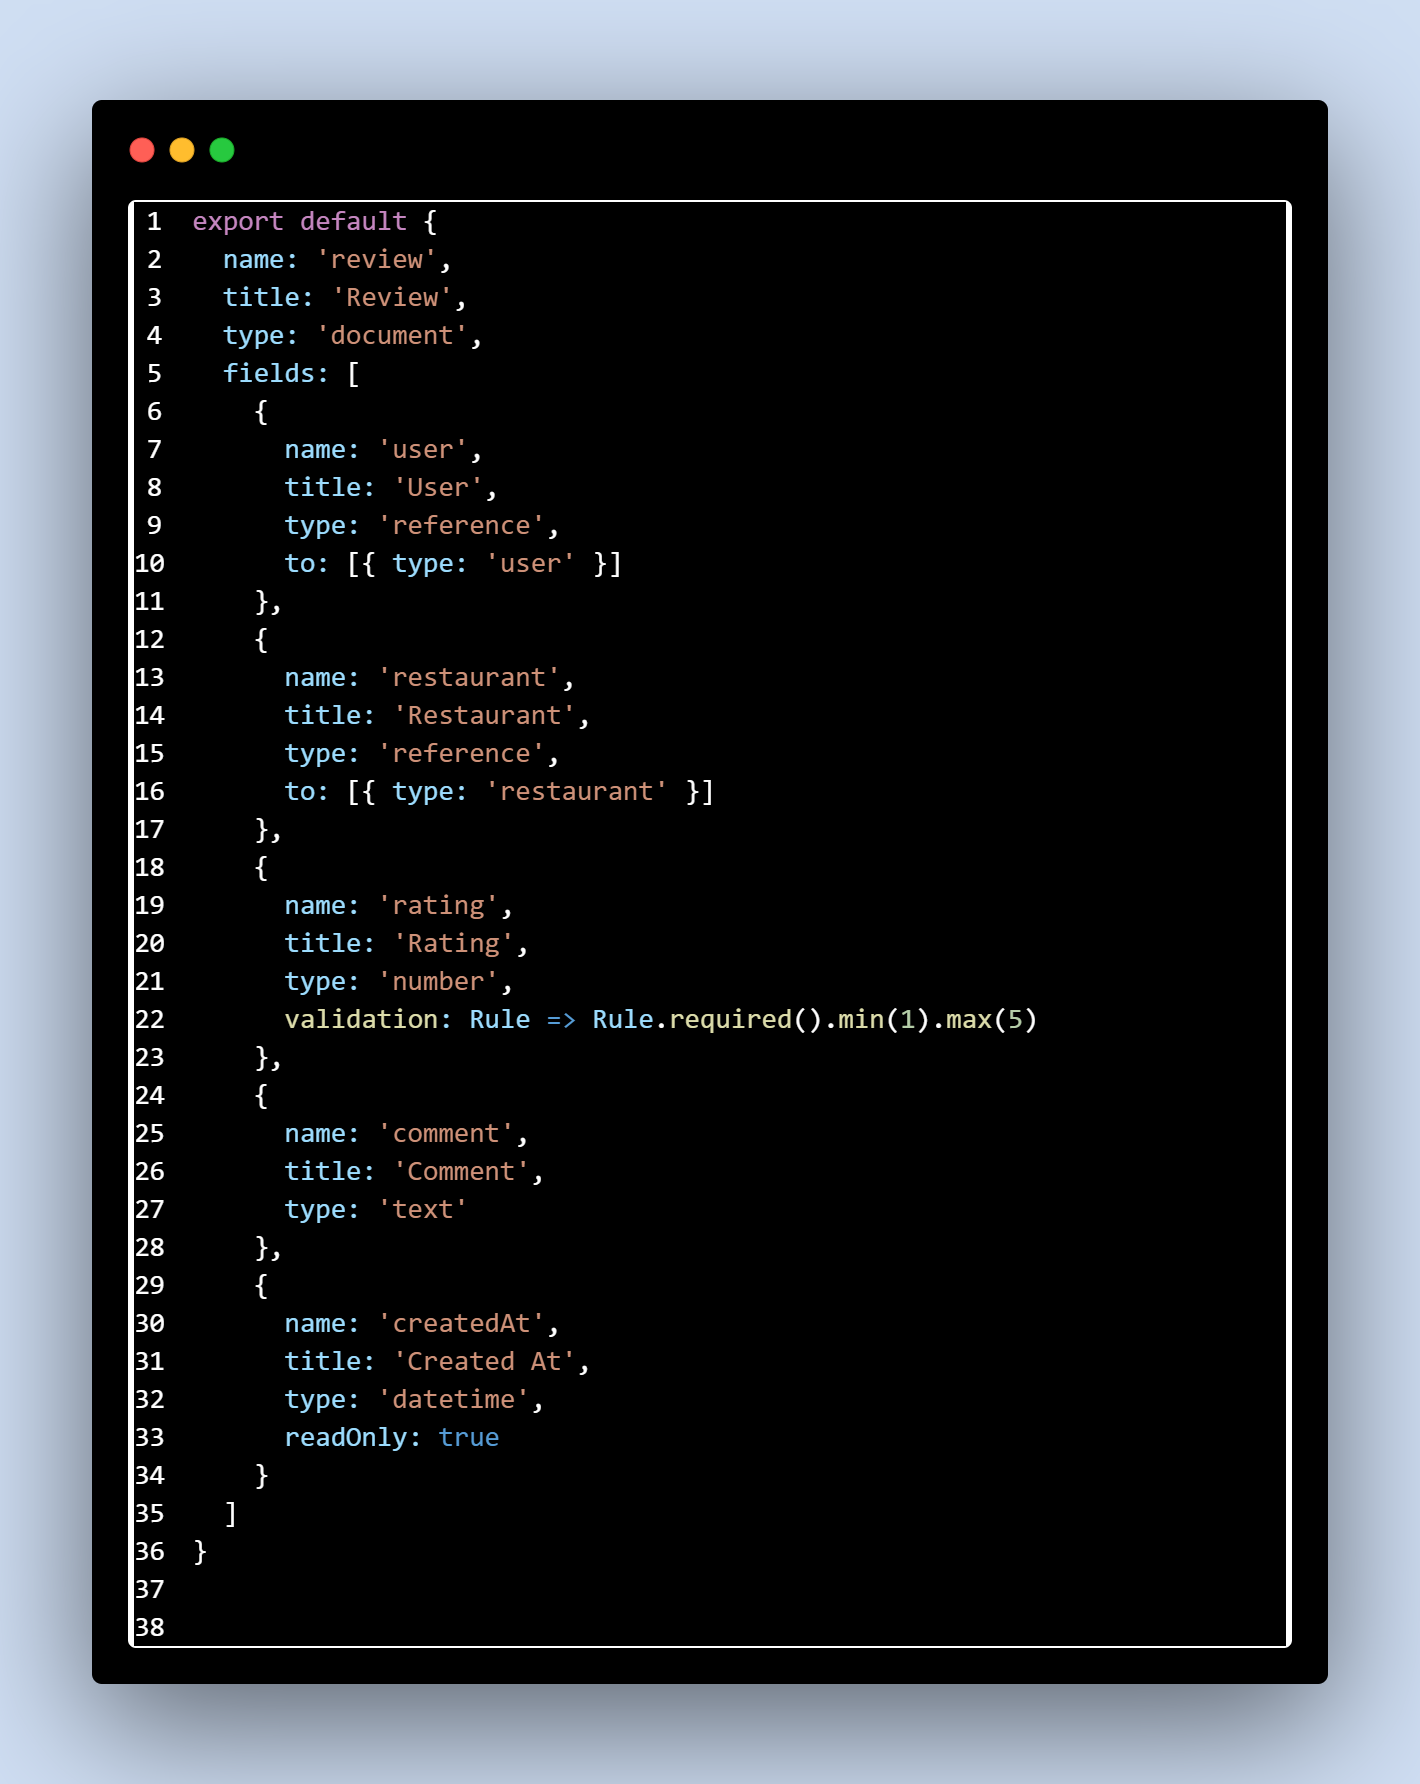 1 export default {
2   name: 'review',
3   title: 'Review',
4   type: 'document',
5   fields: [
6     {
7       name: 'user',
8       title: 'User',
9       type: 'reference',
10       to: [{ type: 'user' }]
11     },
12     {
13       name: 'restaurant',
14       title: 'Restaurant',
15       type: 'reference',
16       to: [{ type: 'restaurant' }]
17     },
18     {
19       name: 'rating',
20       title: 'Rating',
21       type: 'number',
22       validation: Rule => Rule.required().min(1).max(5)
23     },
24     {
25       name: 'comment',
26       title: 'Comment',
27       type: 'text'
28     },
29     {
30       name: 'createdAt',
31       title: 'Created At',
32       type: 'datetime',
33       readOnly: true
34     }
35   ]
36 }
37
38